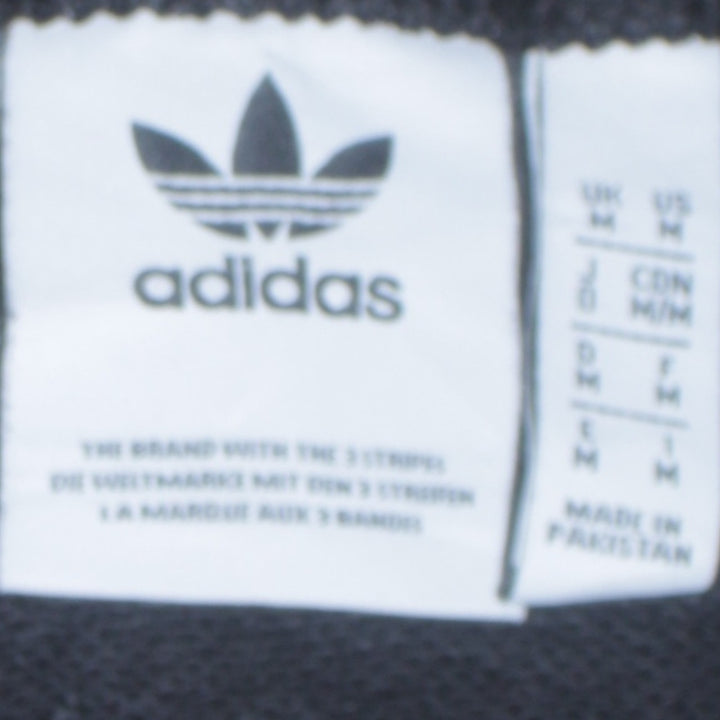 adidas
THE BRAND WITH THE 3 STRIPES
DIE WELTMARKE MIT DEN 3 STREIFEN
LA MARQUE AUX 3 BANDES
UK US
M M
J CDN
O M/M
D F
M M
E I
M M
MADE IN
PAKISTAN